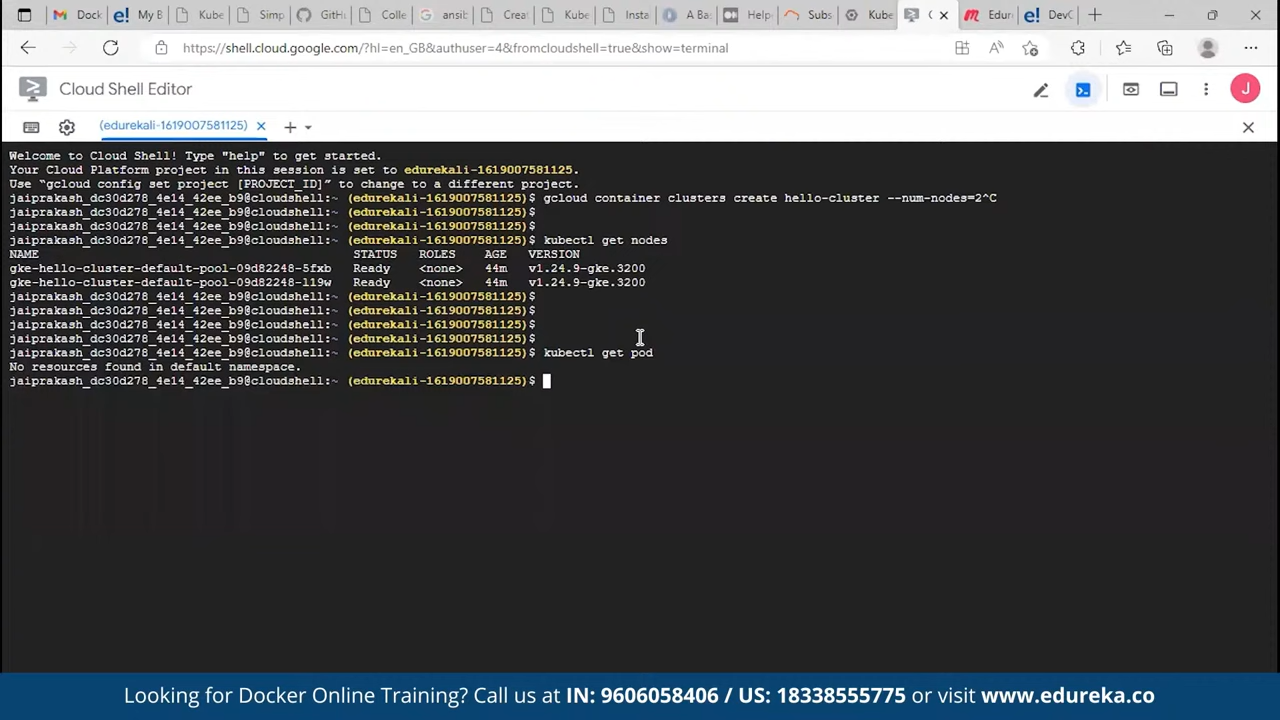 Dock
My B
Kube
Simp
GitHu
Colle
ansib
Creat
Kube
Insta
A Ba
Help
Subs
Kube
Edur
DevC
https://shell.cloud.google.com/?hl=en_GB&authuser=4&fromcloudshell=true&show=terminal
Cloud Shell Editor
J
(edurekali-1619007581125)
Welcome to Cloud Shell! Type "help" to get started.
Your Cloud Platform project in this session is set to edurekali-1619007581125.
Use “gcloud config set project [PROJECT_ID]” to change to a different project.
jaiprakash_dc30d278_4e14_42ee_b9@cloudshell:~ (edurekali-1619007581125)$ gcloud container clusters create hello-cluster --num-nodes=2^C
jaiprakash_dc30d278_4e14_42ee_b9@cloudshell:~ (edurekali-1619007581125)$
jaiprakash_dc30d278_4e14_42ee_b9@cloudshell:~ (edurekali-1619007581125)$
jaiprakash_dc30d278_4e14_42ee_b9@cloudshell:~ (edurekali-1619007581125)$ kubectl get nodes
NAME STATUS ROLES AGE VERSION
gke-hello-cluster-default-pool-09d82248-5fxb Ready <none> 44m v1.24.9-gke.3200
gke-hello-cluster-default-pool-09d82248-119w Ready <none> 44m v1.24.9-gke.3200
jaiprakash_dc30d278_4e14_42ee_b9@cloudshell:~ (edurekali-1619007581125)$
jaiprakash_dc30d278_4e14_42ee_b9@cloudshell:~ (edurekali-1619007581125)$
jaiprakash_dc30d278_4e14_42ee_b9@cloudshell:~ (edurekali-1619007581125)$
jaiprakash_dc30d278_4e14_42ee_b9@cloudshell:~ (edurekali-1619007581125)$
jaiprakash_dc30d278_4e14_42ee_b9@cloudshell:~ (edurekali-1619007581125)$ kubectl get pod
No resources found in default namespace.
jaiprakash_dc30d278_4e14_42ee_b9@cloudshell:~ (edurekali-1619007581125)$
Looking for Docker Online Training? Call us at IN: 9606058406 / US: 18338555775 or visit www.edureka.co